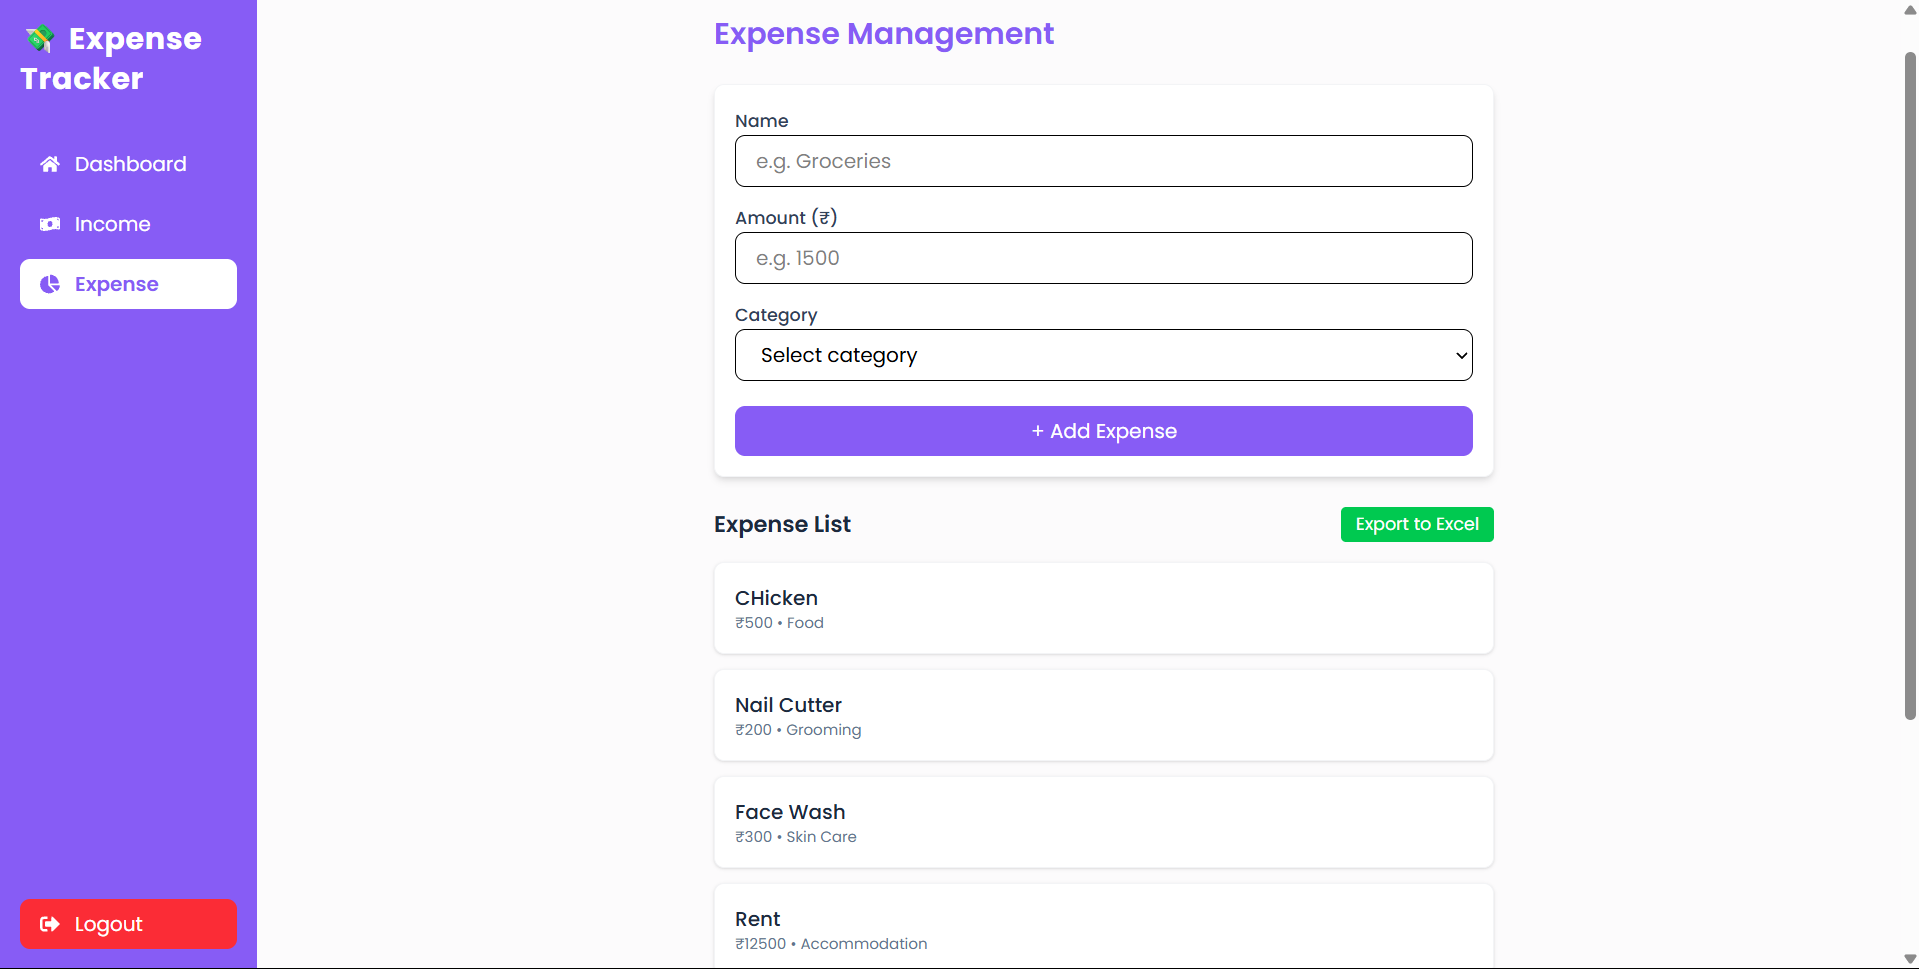 💸 Expense
Tracker
Dashboard
Income
Expense
Logout
Expense Management
Name
e.g. Groceries
Amount (₹)
e.g. 1500
Category
Select category
+ Add Expense
Expense List
Export to Excel
CHicken
₹500 • Food
Nail Cutter
₹200 • Grooming
Face Wash
₹300 • Skin Care
Rent
₹12500 • Accommodation